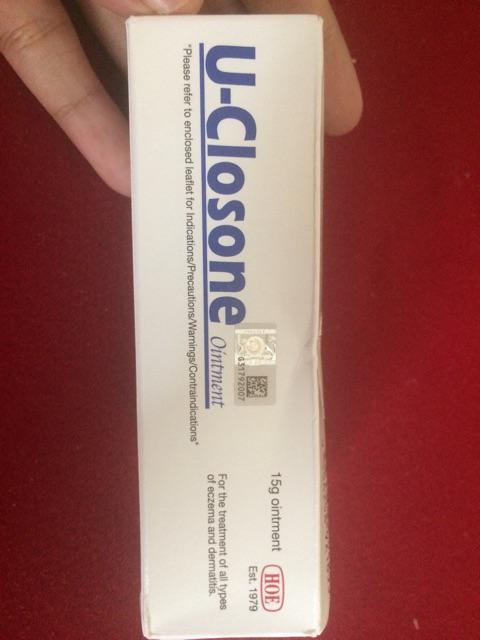 15g ointment
HOE
Est. 1979
G31792007
U-Closone Ointment
For the treatment of all types
of eczema and dermatitis.
"Please refer to enclosed leaflet for Indications/Precautions/Warnings/Contraindications"